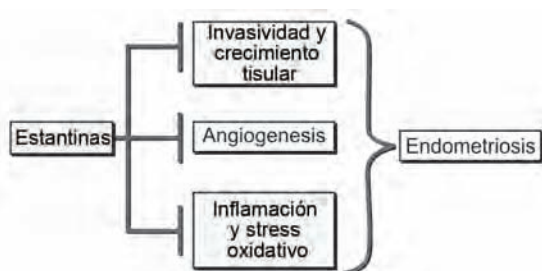 Invasividad y
crecimiento
tisular
Estantinas
Angiogenesis
Endometriosis
Inflamación
y stress
oxidativo